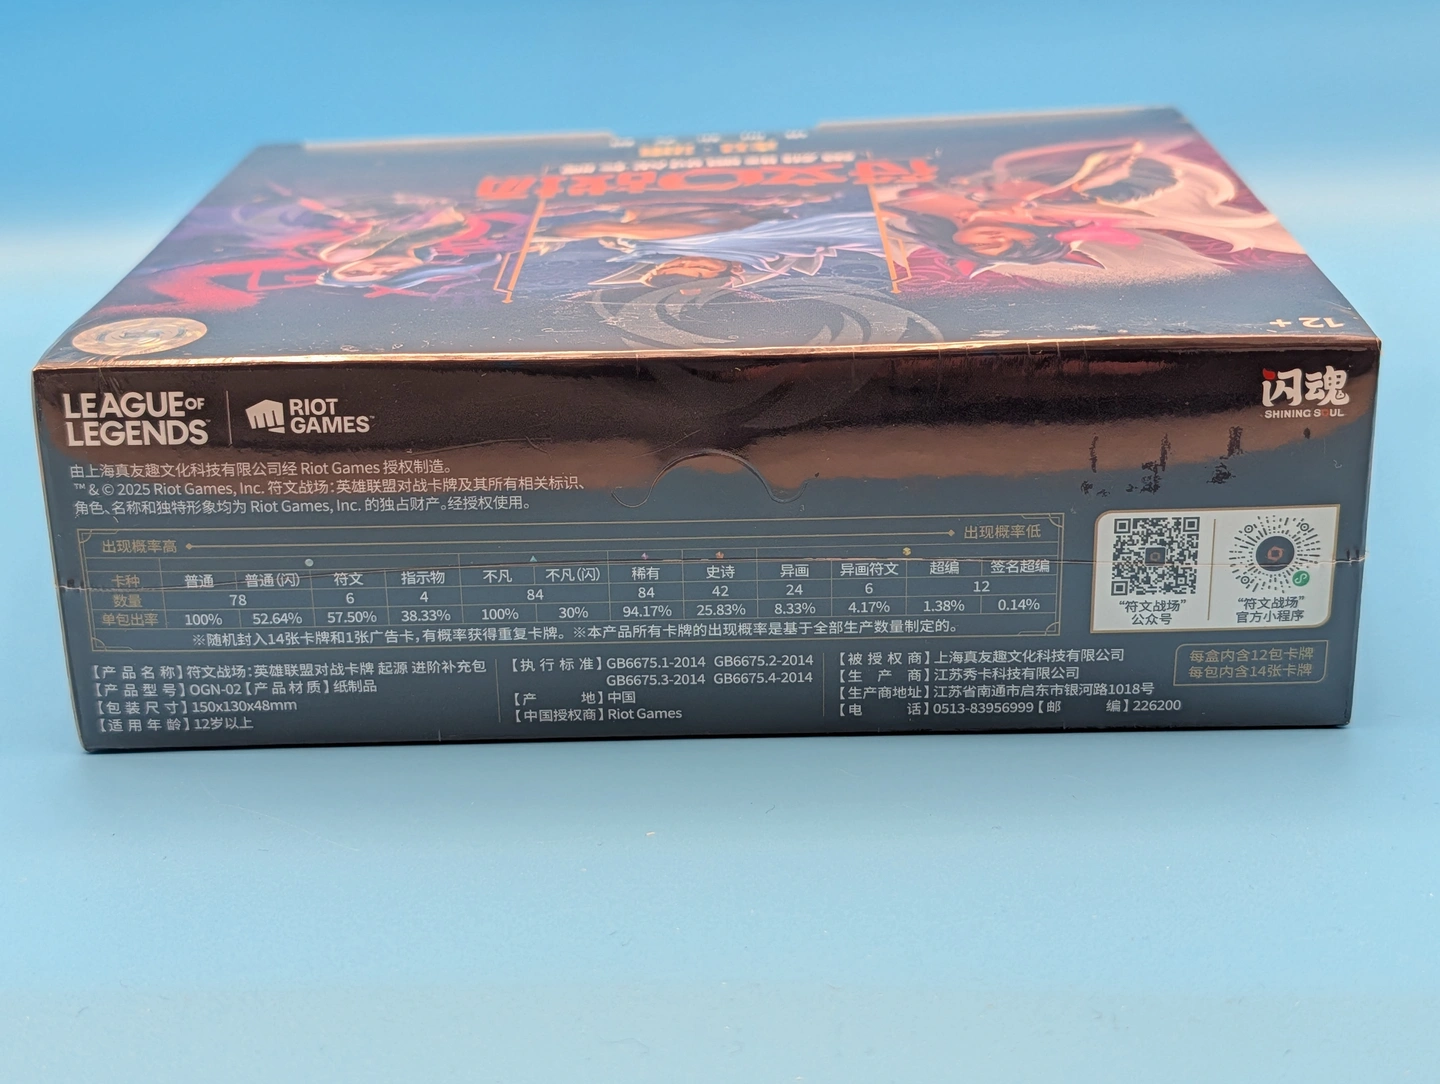 符文战场
12+
LEAGUE OF
LEGENDS™
RIOT
GAMES™
闪魂
SHINING SOUL
由上海真友趣文化科技有限公司经 Riot Games 授权制造。
™ & © 2025 Riot Games, Inc. 符文战场：英雄联盟对战卡牌及其所有相关标识、
角色、名称和独特形象均为 Riot Games, Inc. 的独占财产。经授权使用。
出现概率高 出现概率低
卡种 普通 普通（闪） 符文 指示物 不凡 不凡（闪） 稀有 史诗 异画 异画符文 超编 签名超编
数量 78 6 4 84 84 42 24 6 12
单包出率 100% 52.64% 57.50% 38.33% 100% 30% 94.17% 25.83% 8.33% 4.17% 1.38% 0.14%
※随机封入14张卡牌和1张广告卡，有概率获得重复卡牌。※本产品所有卡牌的出现概率是基于全部生产数量制定的。
“符文战场”
公众号
“符文战场”
官方小程序
【产品名称】符文战场：英雄联盟对战卡牌 起源 进阶补充包
【产品型号】OGN-02【产品材质】纸制品
【包装尺寸】150x130x48mm
【适用年龄】12岁以上
【执行标准】GB6675.1-2014 GB6675.2-2014
GB6675.3-2014 GB6675.4-2014
【产地】中国
【中国授权商】Riot Games
【被授权商】上海真友趣文化科技有限公司
【生产商】江苏秀卡科技有限公司
【生产商地址】江苏省南通市启东市银河路1018号
【电话】0513-83956999【邮编】226200
每盒内含12包卡牌
每包内含14张卡牌